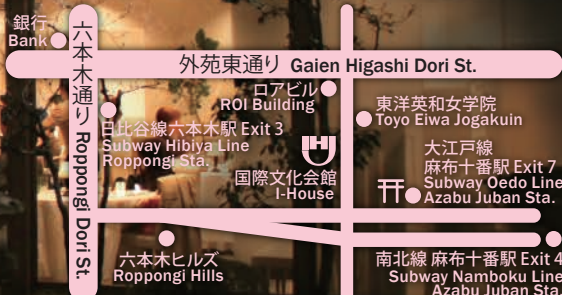 銀行
Bank
六本木通り Roppongi Dori St.
外苑東通り Gaien Higashi Dori St.
ロアビル
ROI Building
東洋英和女学院
Toyo Eiwa Jogakuin
日比谷線六本木駅 Exit 3
Subway Hibiya Line
Roppongi Sta.
国際文化会館
I-House
大江戸線
麻布十番駅 Exit 7
Subway Oedo Line
Azabu Juban Sta.
六本木ヒルズ
Roppongi Hills
南北線 麻布十番駅 Exit 4
Subway Namboku Line
Azabu Juban Sta.